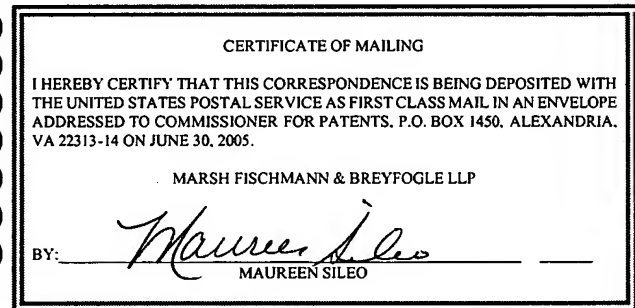 CERTIFICATE OF MAILING
I HEREBY CERTIFY THAT THIS CORRESPONDENCE IS BEING DEPOSITED WITH
THE UNITED STATES POSTAL SERVICE AS FIRST CLASS MAIL IN AN ENVELOPE
ADDRESSED TO COMMISSIONER FOR PATENTS, P.O. BOX 1450, ALEXANDRIA,
VA 22313-14 ON JUNE 30, 2005.
MARSH FISCHMANN & BREYFOGLE LLP
BY: Maureen Sileo
MAUREEN SILEO